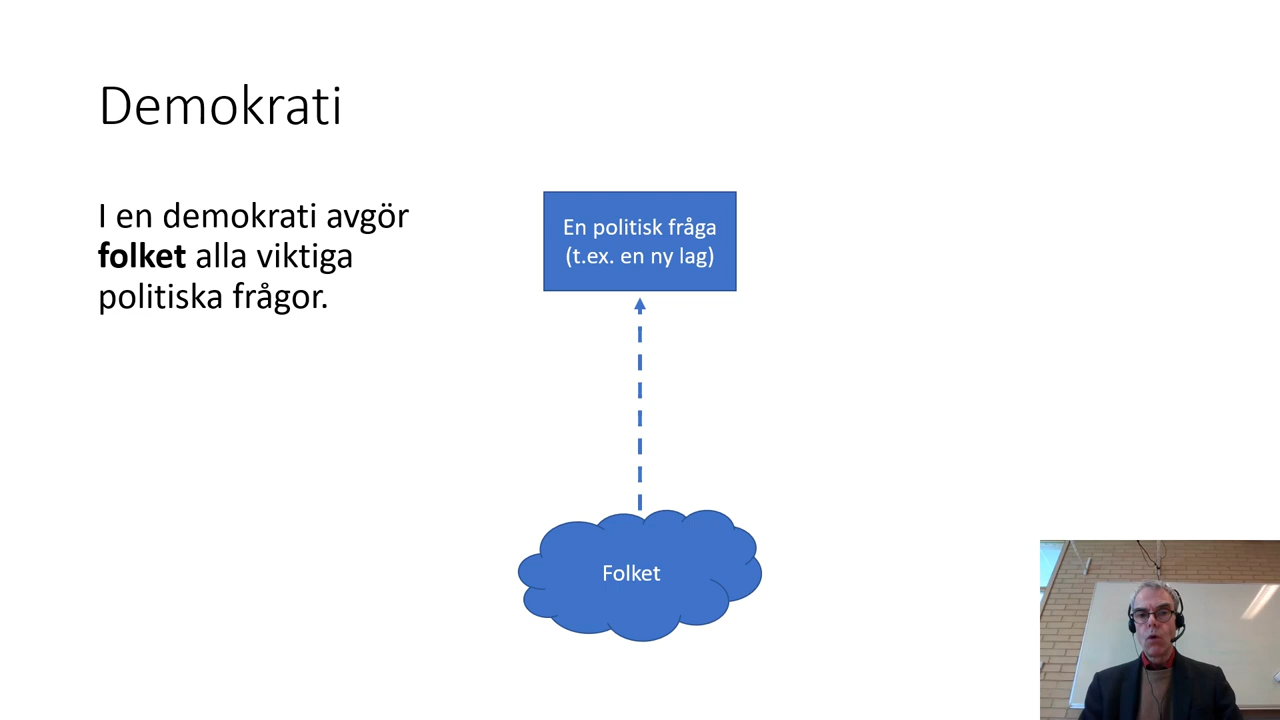 Demokrati
I en demokrati avgör
folket alla viktiga
politiska frågor.
En politisk fråga
(t.ex. en ny lag)
Folket